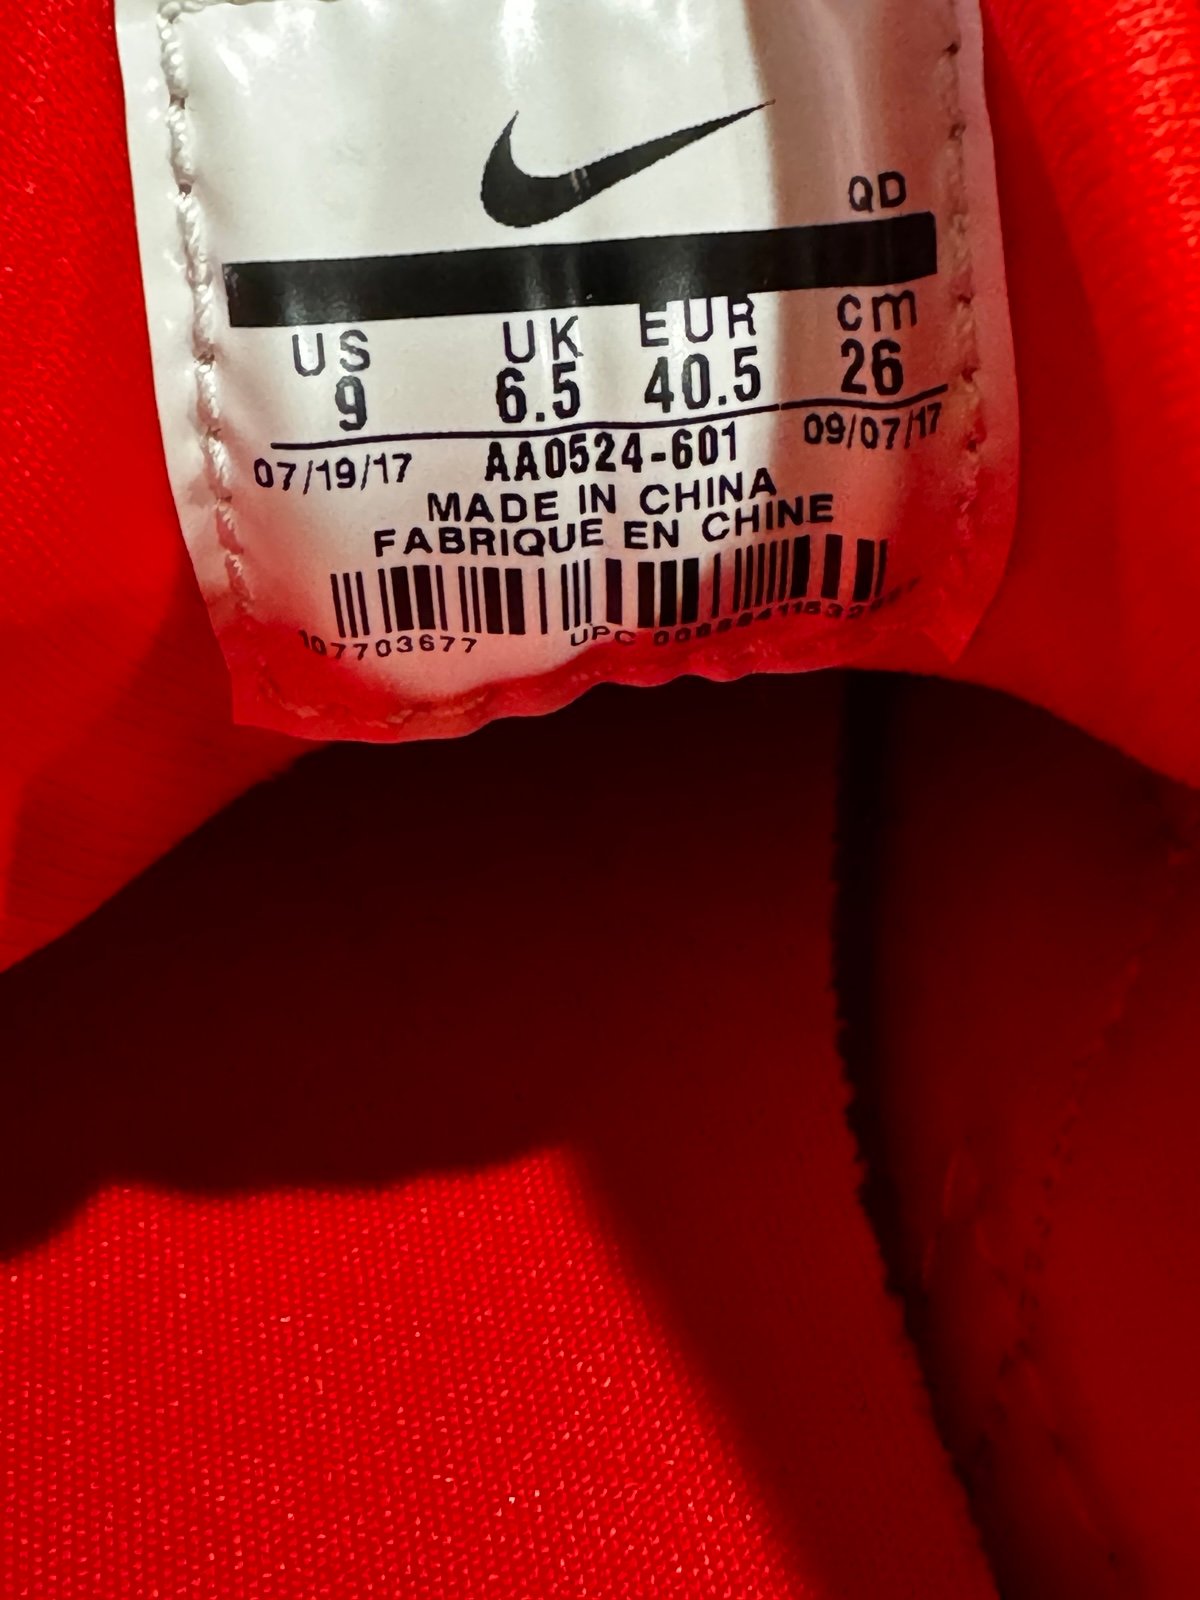 QD
US UK EUR cm
9 6.5 40.5 26
07/19/17 AA0524-601 09/07/17
MADE IN CHINA
FABRIQUE EN CHINE
107703677 UPC